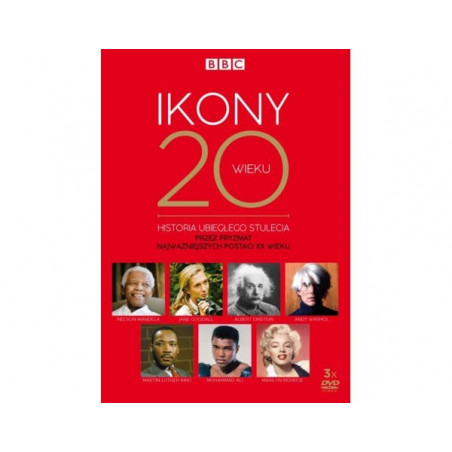 BBC
IKONY
20
WIEKU
HISTORIA UBIEGŁEGO STULECIA
PRZEZ PRYZMAT
NAJWAŻNIEJSZYCH POSTACI XX WIEKU
NELSON MANDELA
JANE GOODALL
ALBERT EINSTEIN
ANDY WARHOL
MARTIN LUTHER KING
MUHAMMAD ALI
MARILYN MONROE
3x
DVD
VIDEO